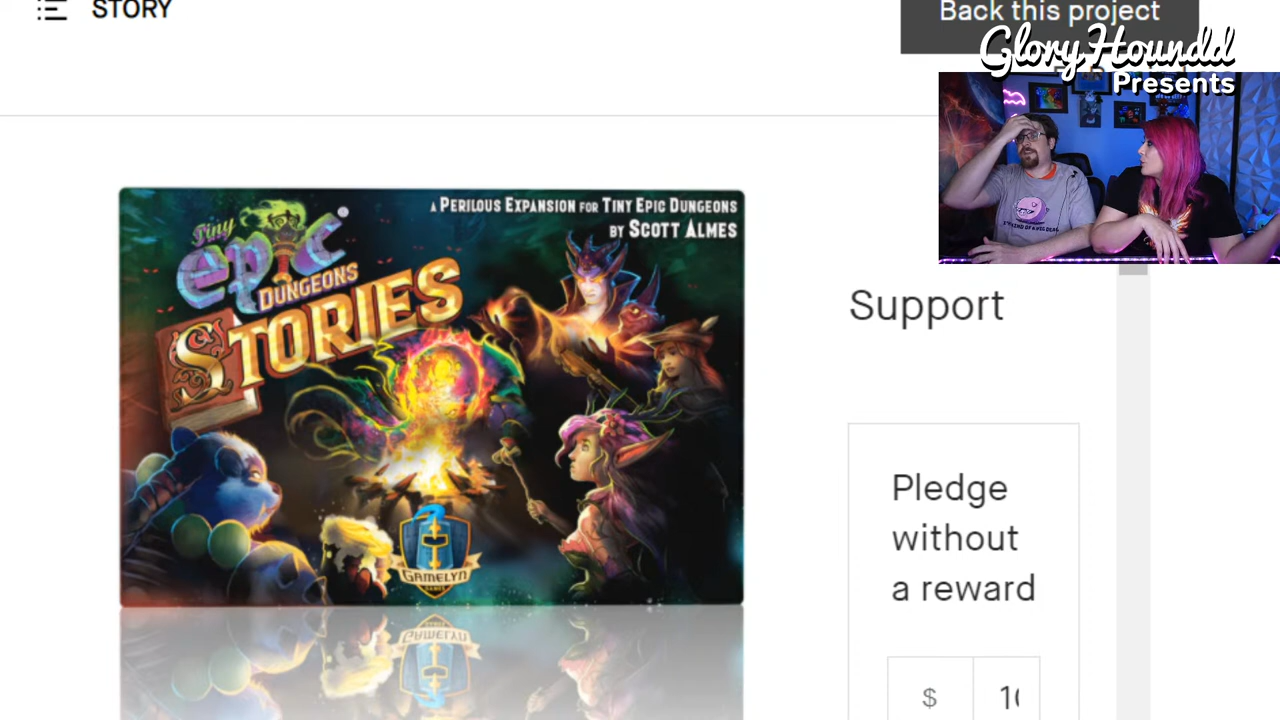 STORY
Back this project
GloryHoundd
Presents
A PERILOUS EXPANSION FOR TINY EPIC DUNGEONS
BY SCOTT ALMES
Tiny
epic
DUNGEONS
STORIES
GAMELYN
GAMES
Support
Pledge
without
a reward
$